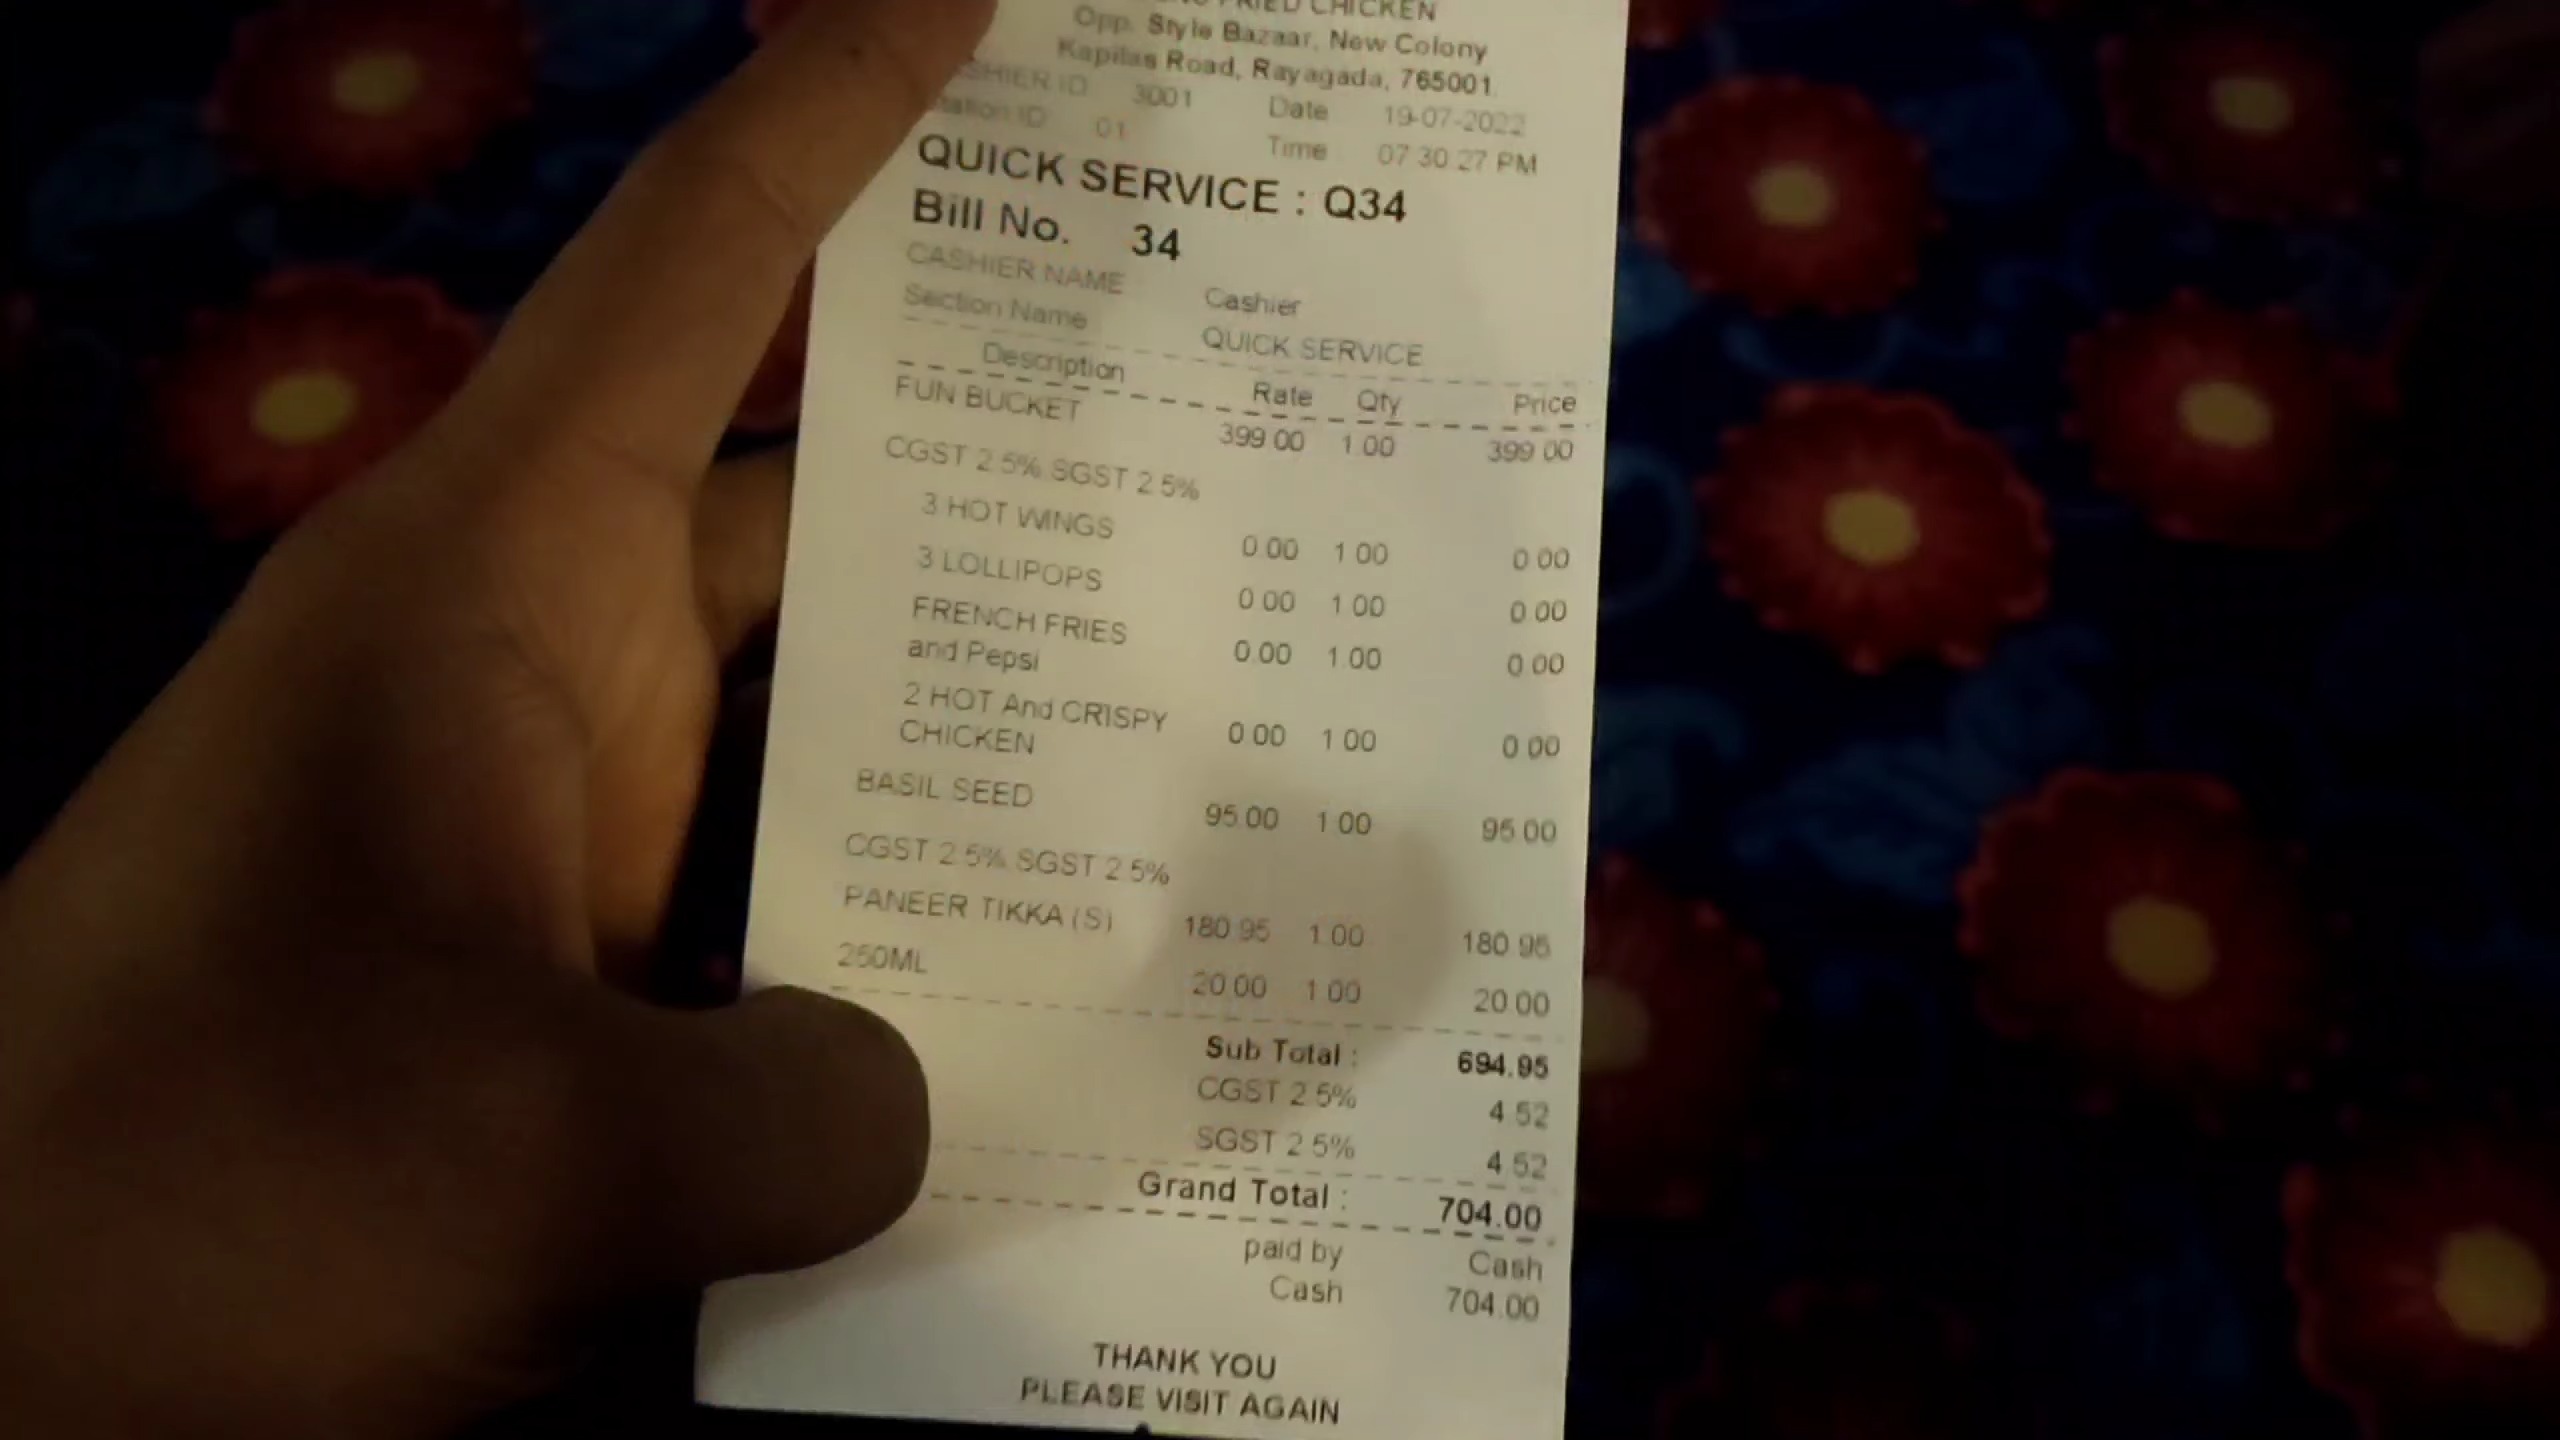 FRIED CHICKEN
Opp. Style Bazaar, New Colony
Kapilas Road, Rayagada, 765001
CASHIER ID 3001 Date 19-07-2022
Station ID 01 Time 07 30 27 PM
QUICK SERVICE : Q34
Bill No. 34
CASHIER NAME Cashier
Section Name QUICK SERVICE
Description Rate Qty Price
FUN BUCKET 399 00 1.00 399 00
CGST 2.5% SGST 2.5%
3 HOT WINGS 0 00 1 00 0 00
3 LOLLIPOPS 0 00 1 00 0 00
FRENCH FRIES 0.00 1.00 0 00
and Pepsi
2 HOT And CRISPY 0 00 1 00 0 00
CHICKEN
BASIL SEED 95.00 1 00 95 00
CGST 2.5% SGST 2.5%
PANEER TIKKA (S) 180 95 1.00 180 95
250ML 20 00 1 00 20 00
Sub Total : 694.95
CGST 2 5% 4 52
SGST 2 5% 4 52
Grand Total : 704.00
paid by Cash
Cash 704.00
THANK YOU
PLEASE VISIT AGAIN